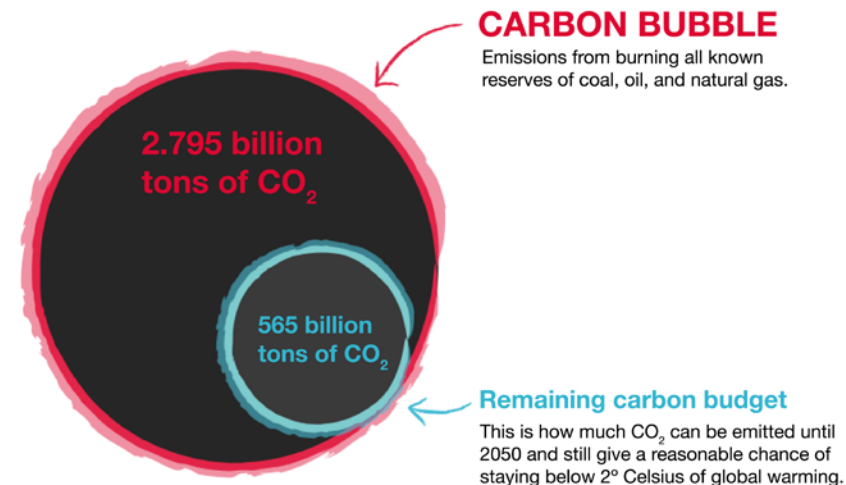 CARBON BUBBLE
Emissions from burning all known
reserves of coal, oil, and natural gas.
2.795 billion
tons of CO₂
565 billion
tons of CO₂
Remaining carbon budget
This is how much CO₂ can be emitted until
2050 and still give a reasonable chance of
staying below 2º Celsius of global warming.